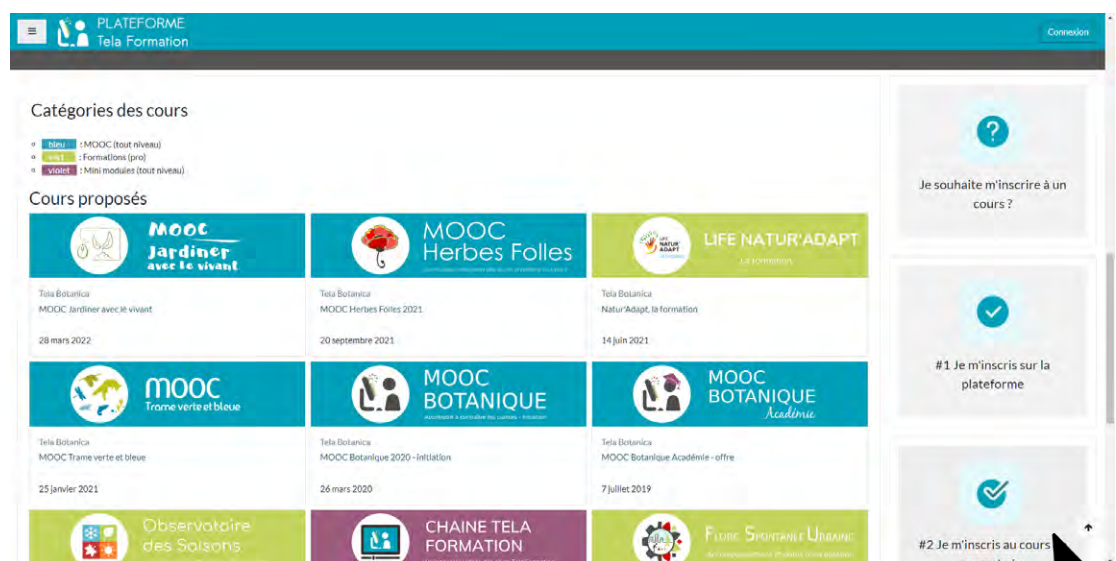 PLATEFORME
Tela Formation
Connexion
Catégories des cours
bleu : MOOC (tout niveau)
vert : Formations (pro)
violet : Mini modules (tout niveau)
Cours proposés
MOOC
Jardiner
avec le vivant
Tela Botanica
MOOC Jardiner avec le vivant
28 mars 2022
MOOC
Herbes Folles
Tela Botanica
MOOC Herbes Folles 2021
20 septembre 2021
LIFE
NATUR'
ADAPT
LIFE NATUR'ADAPT
La formation
Tela Botanica
Natur'Adapt, la formation
14 juin 2021
MOOC
Trame verte et bleue
Tela Botanica
MOOC Trame verte et bleue
25 janvier 2021
MOOC
BOTANIQUE
Tela Botanica
MOOC Botanique 2020 - initiation
26 mars 2020
MOOC
BOTANIQUE
Académie
Tela Botanica
MOOC Botanique Académie - offre
7 juillet 2019
Observatoire
des Saisons
CHAINE TELA
FORMATION
FLORE SPONTANÉE URBAINE
Je souhaite m'inscrire à un
cours ?
#1 Je m'inscris sur la
plateforme
#2 Je m'inscris au cours